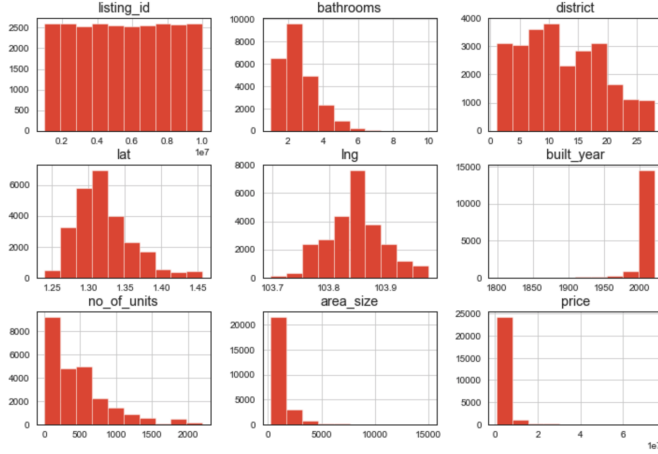 listing_id
bathrooms
district
2500
2000
1500
1000
500
0
0.2 0.4 0.6 0.8 1.0
1e7
10000
8000
6000
4000
2000
0
2 4 6 8 10
4000
3000
2000
1000
0
0 5 10 15 20 25
lat
lng
built_year
6000
4000
2000
0
1.25 1.30 1.35 1.40 1.45
8000
6000
4000
2000
0
103.7 103.8 103.9
15000
10000
5000
0
1800 1850 1900 1950 2000
no_of_units
area_size
price
8000
6000
4000
2000
0
0 500 1000 1500 2000
20000
15000
10000
5000
0
0 5000 10000 15000
25000
20000
15000
10000
5000
0
0 2 4 6